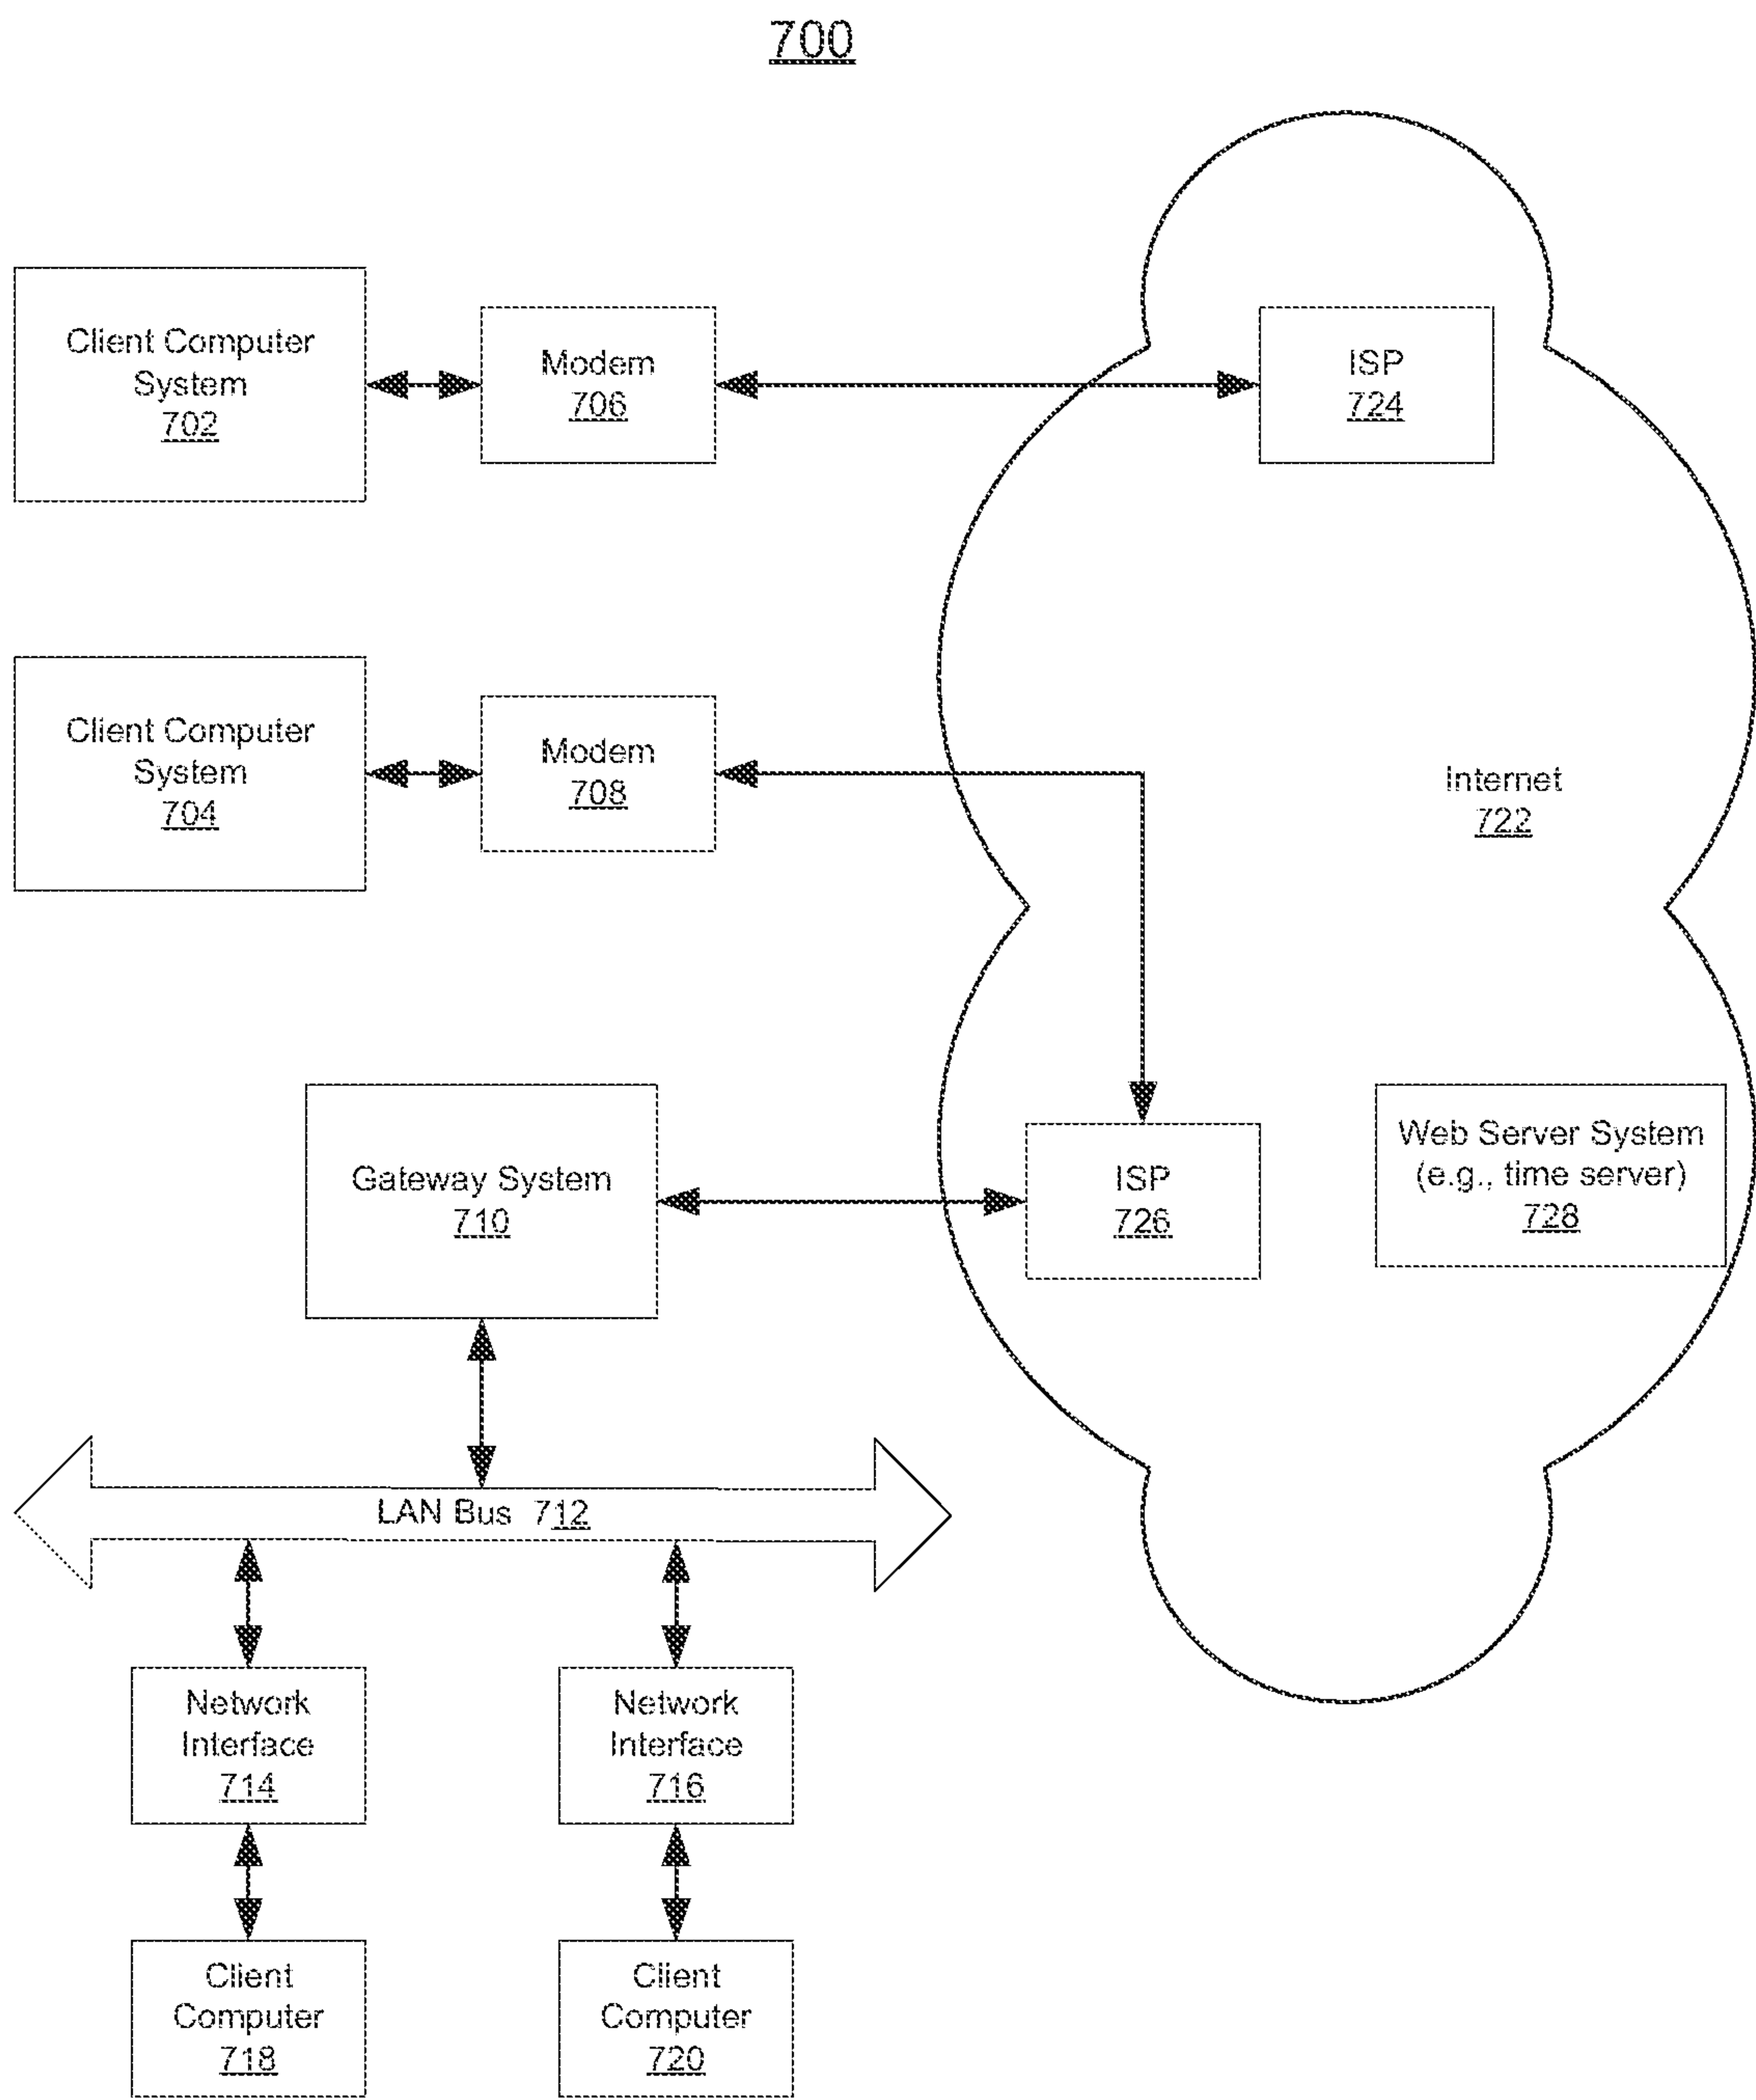 700
Client Computer
System
702
Modem
706
ISP
724
Client Computer
System
704
Modem
708
Internet
722
Gateway System
710
ISP
726
Web Server System
(e.g., time server)
728
LAN Bus 712
Network
Interface
714
Network
Interface
716
Client
Computer
718
Client
Computer
720